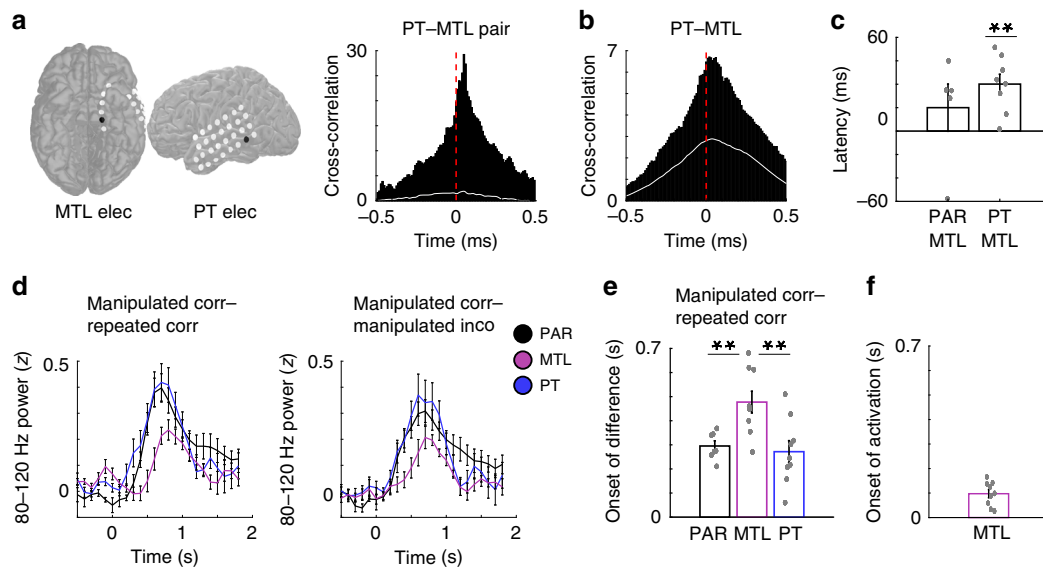 a
MTL elec
PT elec
PT–MTL pair
Cross-correlation
30
0
–0.5
0
0.5
Time (ms)
b
PT–MTL
Cross-correlation
7
0
–0.5
0
0.5
Time (ms)
c
Latency (ms)
60
0
–60
**
PAR
MTL
PT
MTL
d
Manipulated corr–
repeated corr
80–120 Hz power (z)
0.5
0
0
1
2
Time (s)
Manipulated corr–
manipulated inco
80–120 Hz power (z)
0.5
0
0
1
2
Time (s)
PAR
MTL
PT
e
Manipulated corr–
repeated corr
Onset of difference (s)
0.7
0
** **
PAR MTL PT
f
Onset of activation (s)
0.7
0
MTL